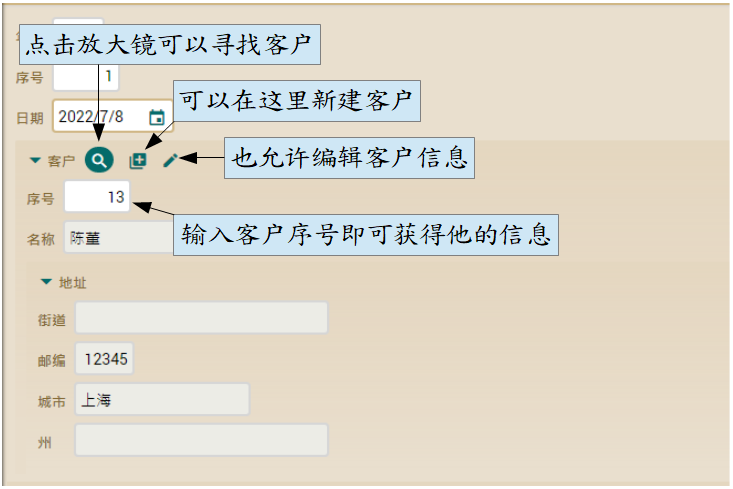 点击放大镜可以寻找客户
序号 1
可以在这里新建客户
日期 2022/7/8
客户
也允许编辑客户信息
序号 13
输入客户序号即可获得他的信息
名称 陈董
地址
街道
邮编 12345
城市 上海
州